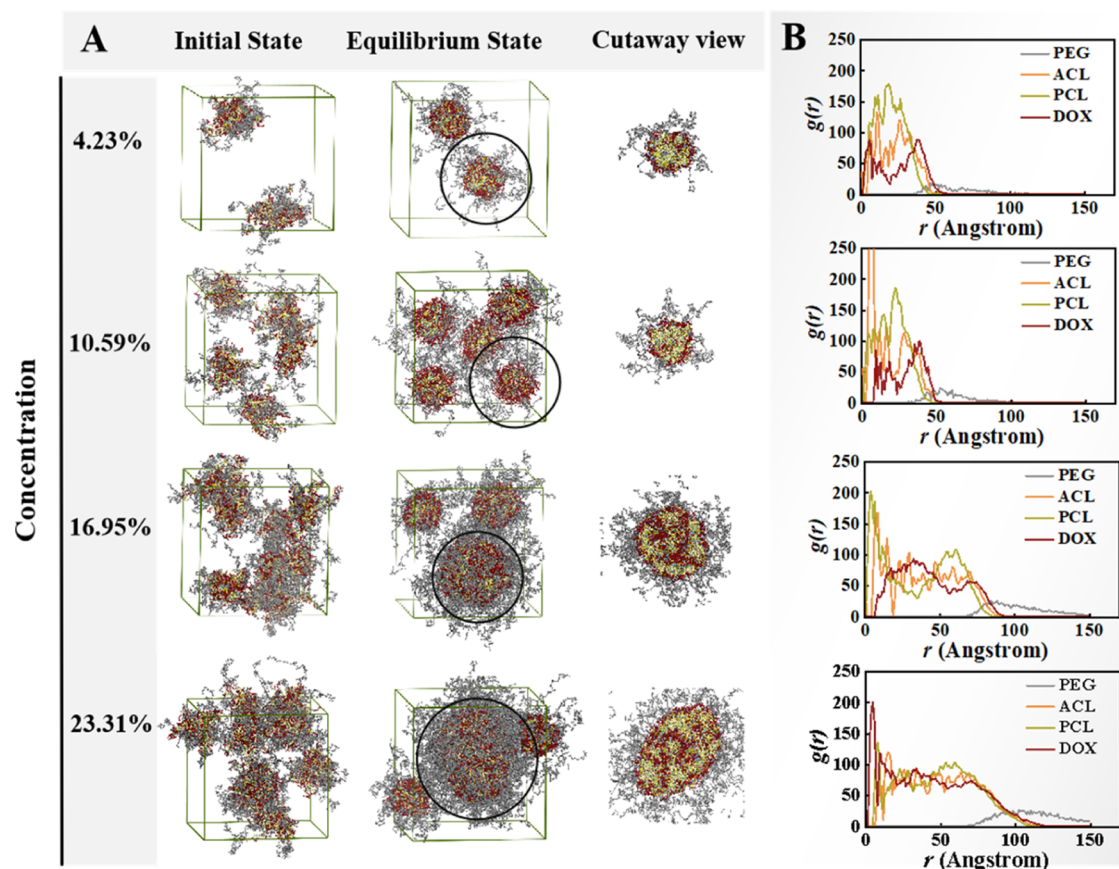 A
Initial State
Equilibrium State
Cutaway view
Concentration
4.23%
10.59%
16.95%
23.31%
B
g(r)
250
200
150
100
50
0
PEG
ACL
PCL
DOX
0
50
100
150
r (Angstrom)
g(r)
250
200
150
100
50
0
PEG
ACL
PCL
DOX
0
50
100
150
r (Angstrom)
g(r)
250
200
150
100
50
0
PEG
ACL
PCL
DOX
0
50
100
150
r (Angstrom)
g(r)
250
200
150
100
50
0
PEG
ACL
PCL
DOX
0
50
100
150
r (Angstrom)